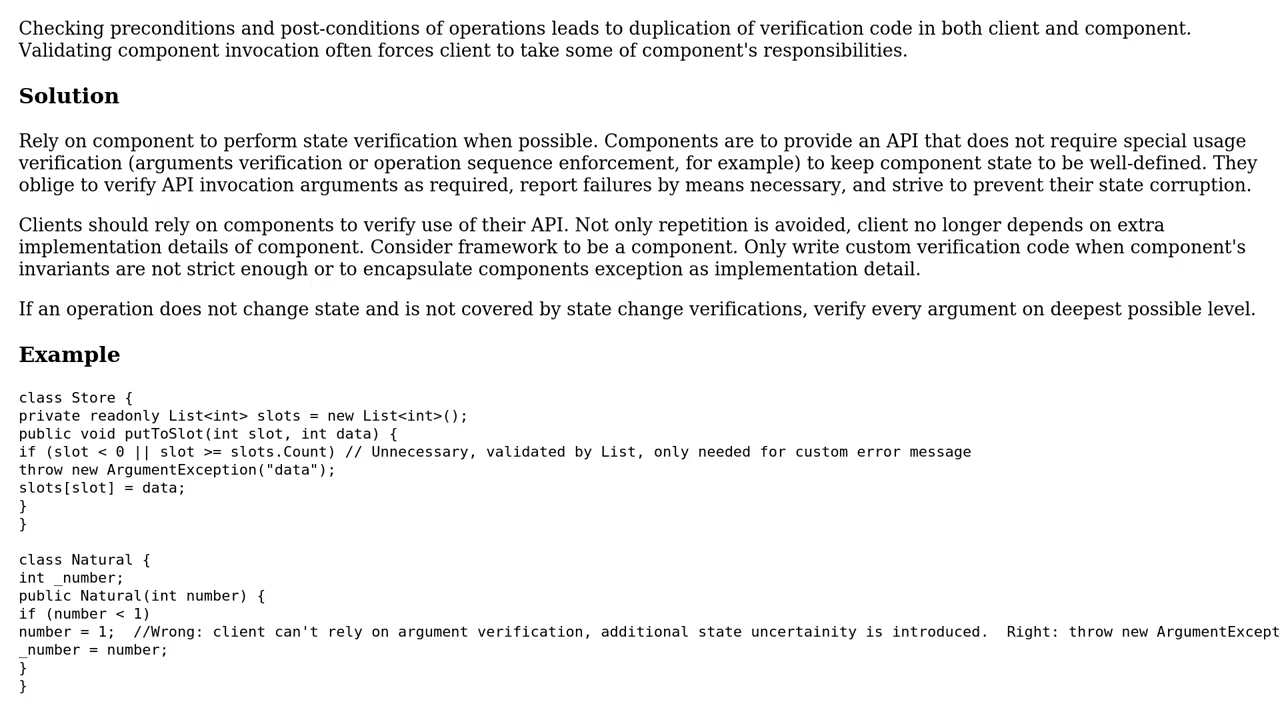 Checking preconditions and post-conditions of operations leads to duplication of verification code in both client and component.
Validating component invocation often forces client to take some of component's responsibilities.
Solution
Rely on component to perform state verification when possible. Components are to provide an API that does not require special usage
verification (arguments verification or operation sequence enforcement, for example) to keep component state to be well-defined. They
oblige to verify API invocation arguments as required, report failures by means necessary, and strive to prevent their state corruption.
Clients should rely on components to verify use of their API. Not only repetition is avoided, client no longer depends on extra
implementation details of component. Consider framework to be a component. Only write custom verification code when component's
invariants are not strict enough or to encapsulate components exception as implementation detail.
If an operation does not change state and is not covered by state change verifications, verify every argument on deepest possible level.
Example
class Store {
private readonly List<int> slots = new List<int>();
public void putToSlot(int slot, int data) {
if (slot < 0 || slot >= slots.Count) // Unnecessary, validated by List, only needed for custom error message
throw new ArgumentException("data");
slots[slot] = data;
}
}
class Natural {
int _number;
public Natural(int number) {
if (number < 1)
number = 1;  //Wrong: client can't rely on argument verification, additional state uncertainity is introduced.  Right: throw new ArgumentExcept
_number = number;
}
}